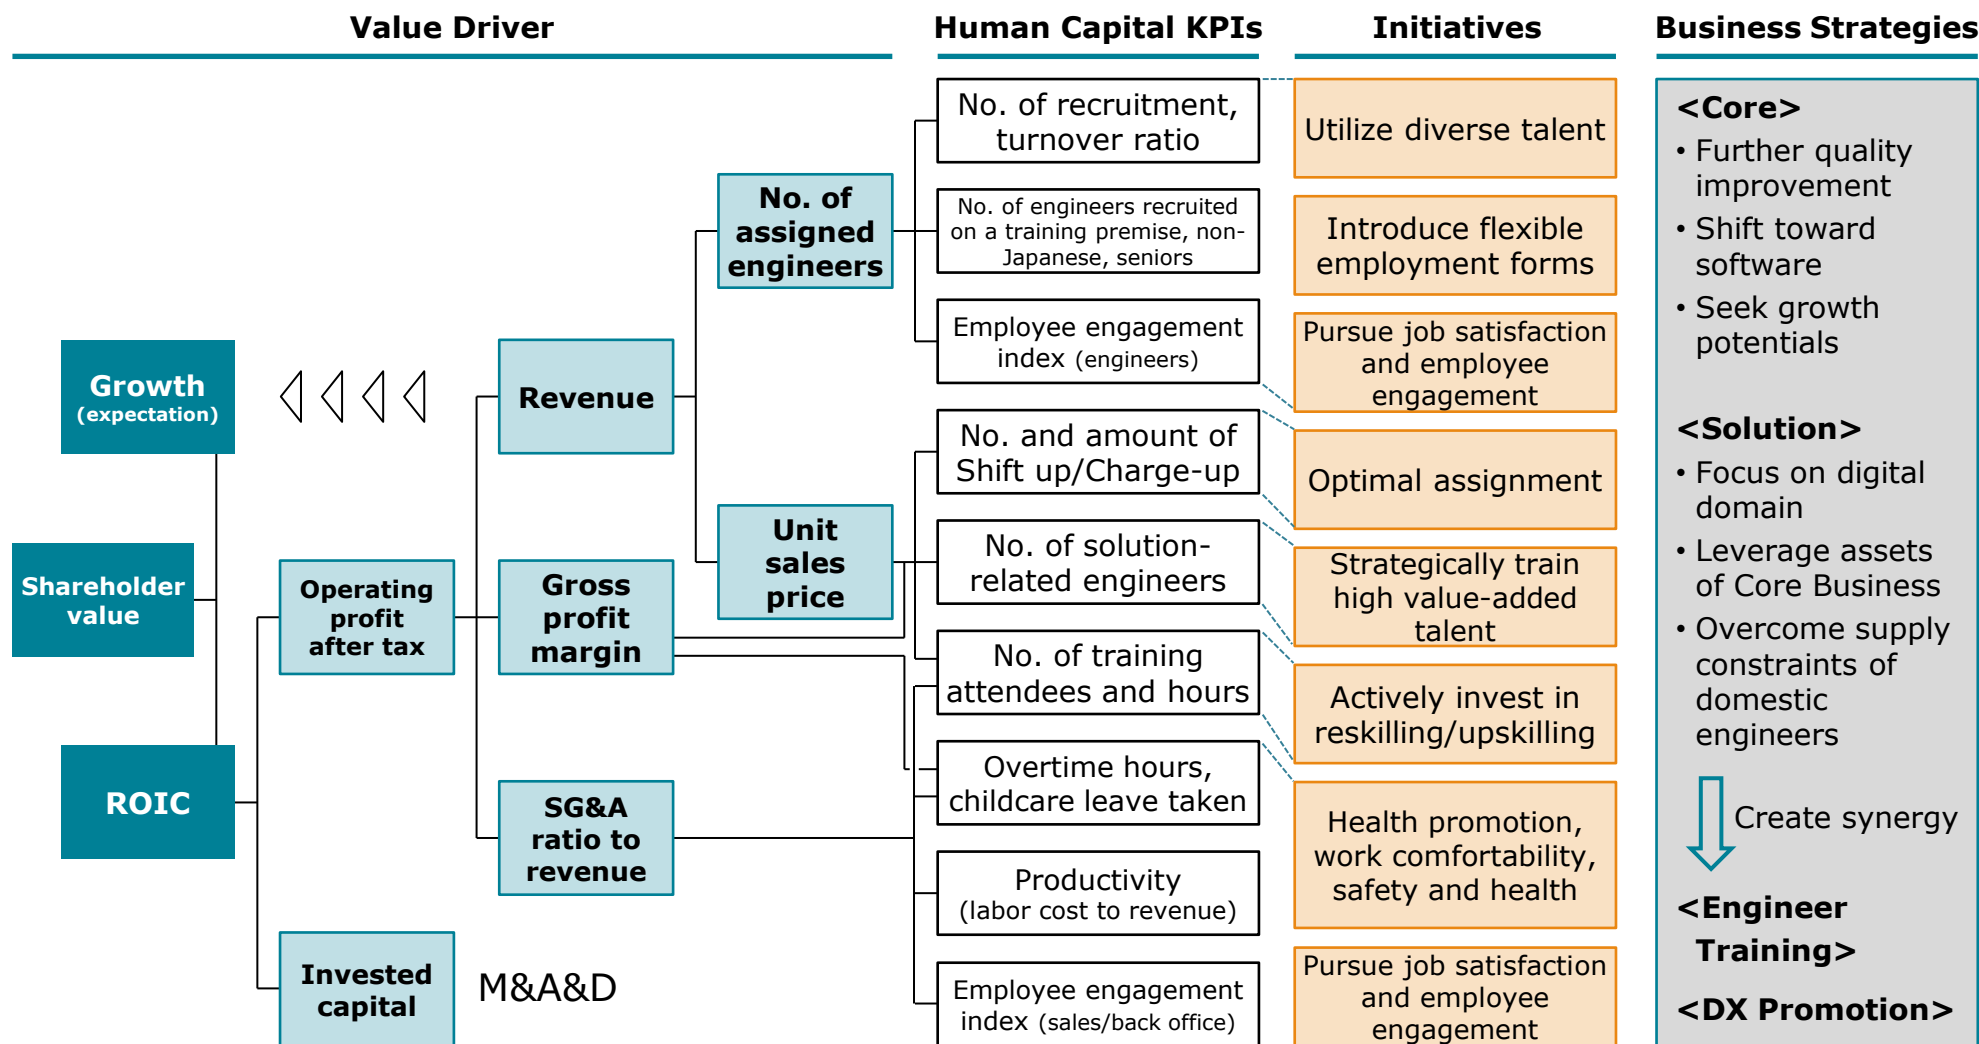 Value Driver
Human Capital KPIs
Initiatives
Business Strategies
Shareholder
value
Growth
(expectation)
ROIC
Operating
profit
after tax
Invested
capital
M&A&D
Revenue
Gross
profit
margin
SG&A
ratio to
revenue
No. of
assigned
engineers
Unit
sales
price
No. of recruitment,
turnover ratio
No. of engineers recruited
on a training premise, non-
Japanese, seniors
Employee engagement
index (engineers)
No. and amount of
Shift up/Charge-up
No. of solution-
related engineers
No. of training
attendees and hours
Overtime hours,
childcare leave taken
Productivity
(labor cost to revenue)
Employee engagement
index (sales/back office)
Utilize diverse talent
Introduce flexible
employment forms
Pursue job satisfaction
and employee
engagement
Optimal assignment
Strategically train
high value-added
talent
Actively invest in
reskilling/upskilling
Health promotion,
work comfortability,
safety and health
Pursue job satisfaction
and employee
engagement
<Core>
• Further quality
improvement
• Shift toward
software
• Seek growth
potentials
<Solution>
• Focus on digital
domain
• Leverage assets
of Core Business
• Overcome supply
constraints of
domestic
engineers
Create synergy
<Engineer
Training>
<DX Promotion>